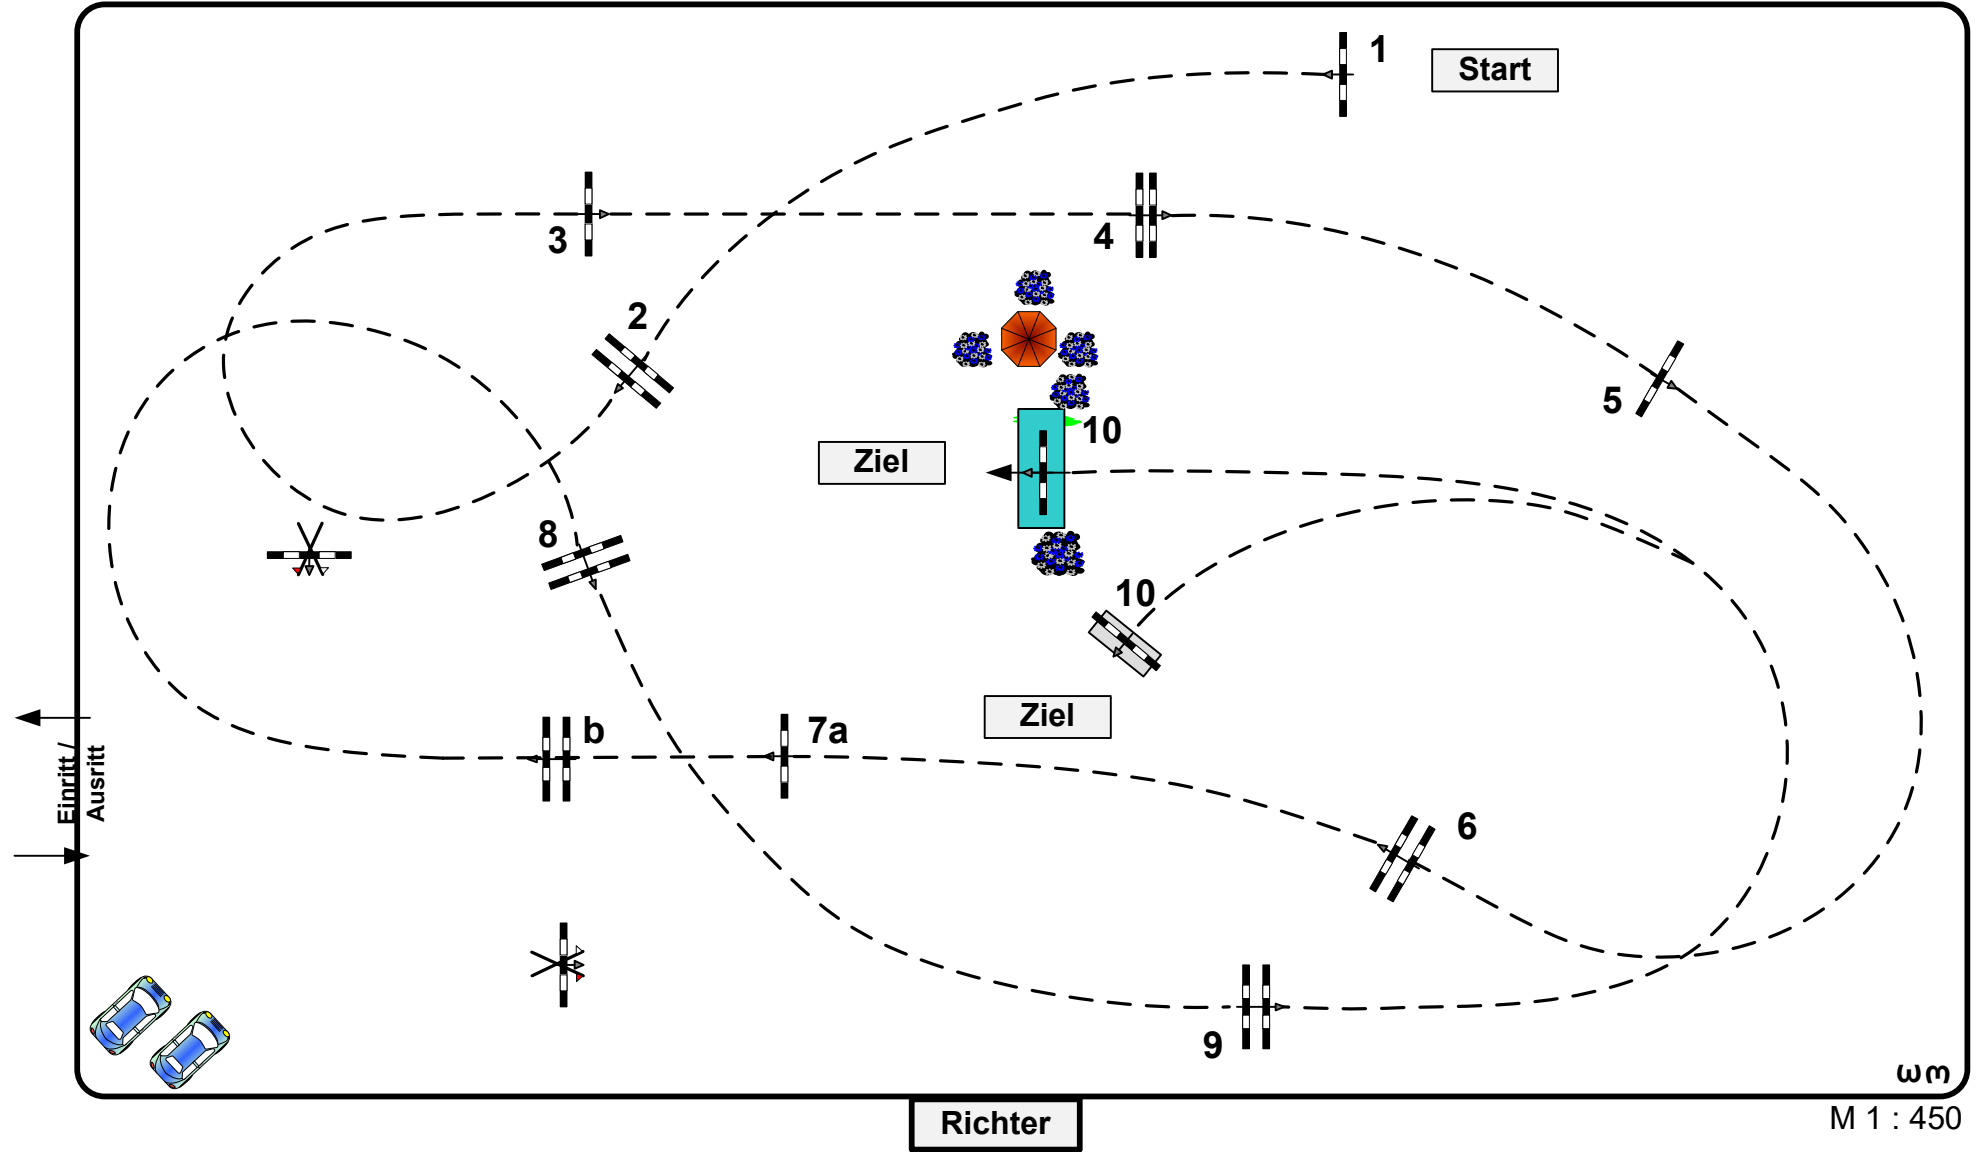 1
Start
3
4
2
5
10
Ziel
8
10
Ziel
b
7a
Einritt /
Ausritt
6
9
ωm
Richter
M 1 : 450